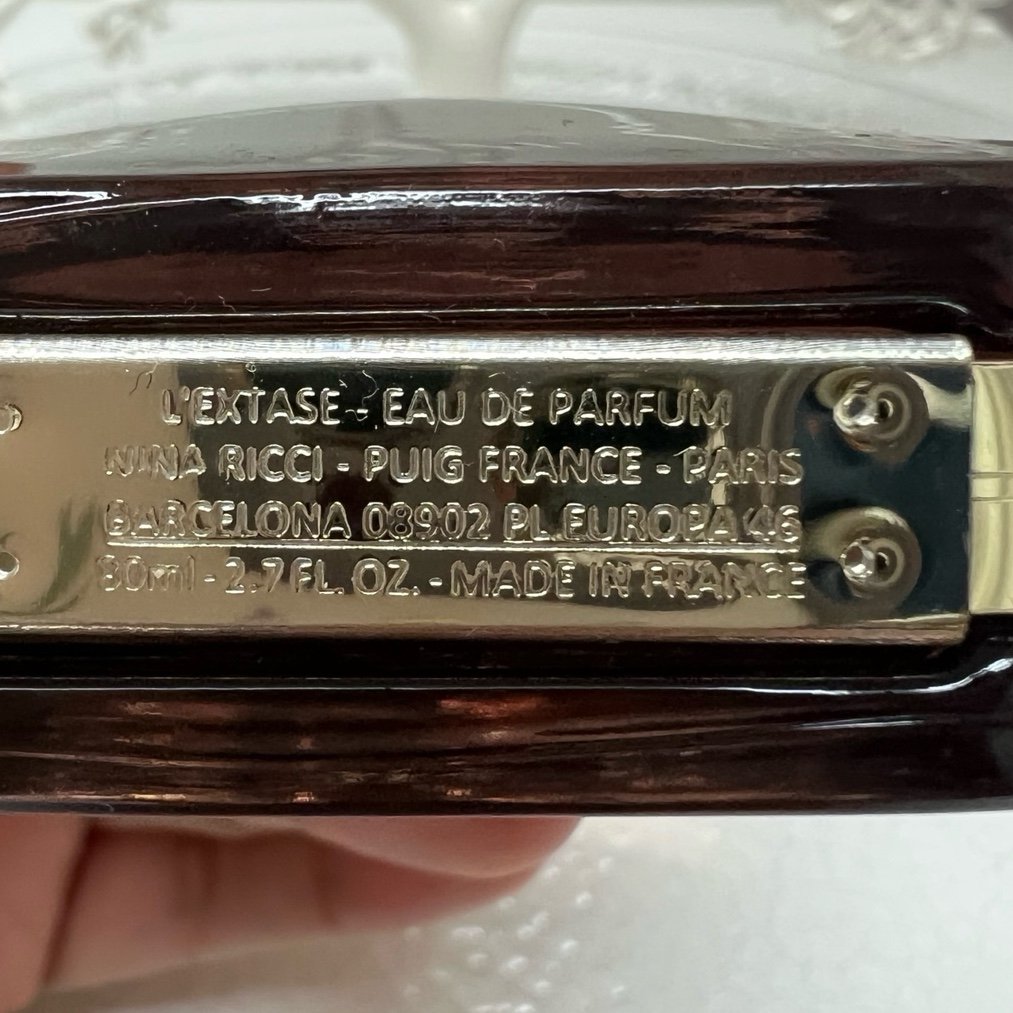 L'EXTASE - EAU DE PARFUM
NINA RICCI - PUIG FRANCE - PARIS
BARCELONA 08902 PL.EUROPA 46
80ml - 2.7 FL. OZ. - MADE IN FRANCE